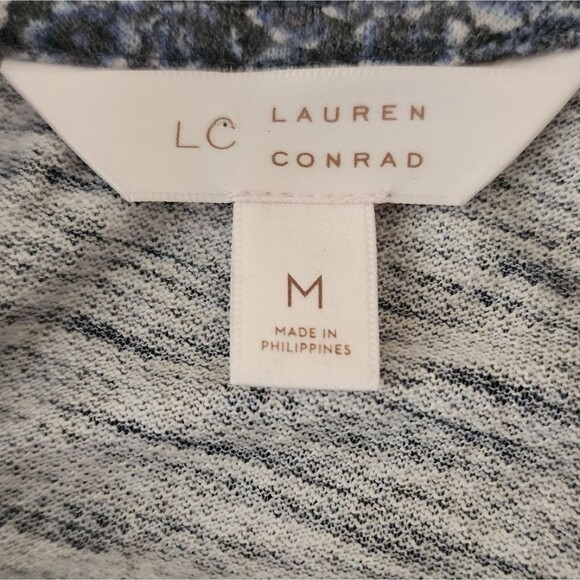 LC LAUREN
CONRAD
M
MADE IN
PHILIPPINES